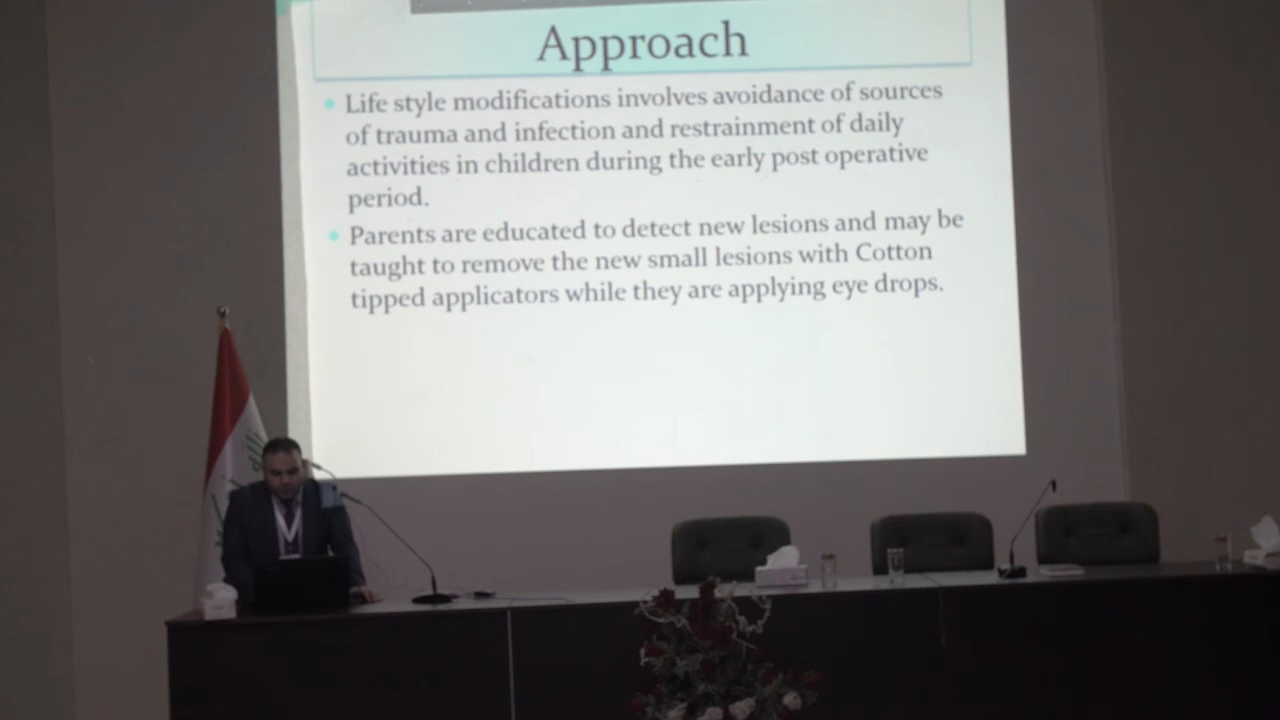 Approach
Life style modifications involves avoidance of sources
of trauma and infection and restrainment of daily
activities in children during the early post operative
period.
Parents are educated to detect new lesions and may be
taught to remove the new small lesions with Cotton
tipped applicators while they are applying eye drops.